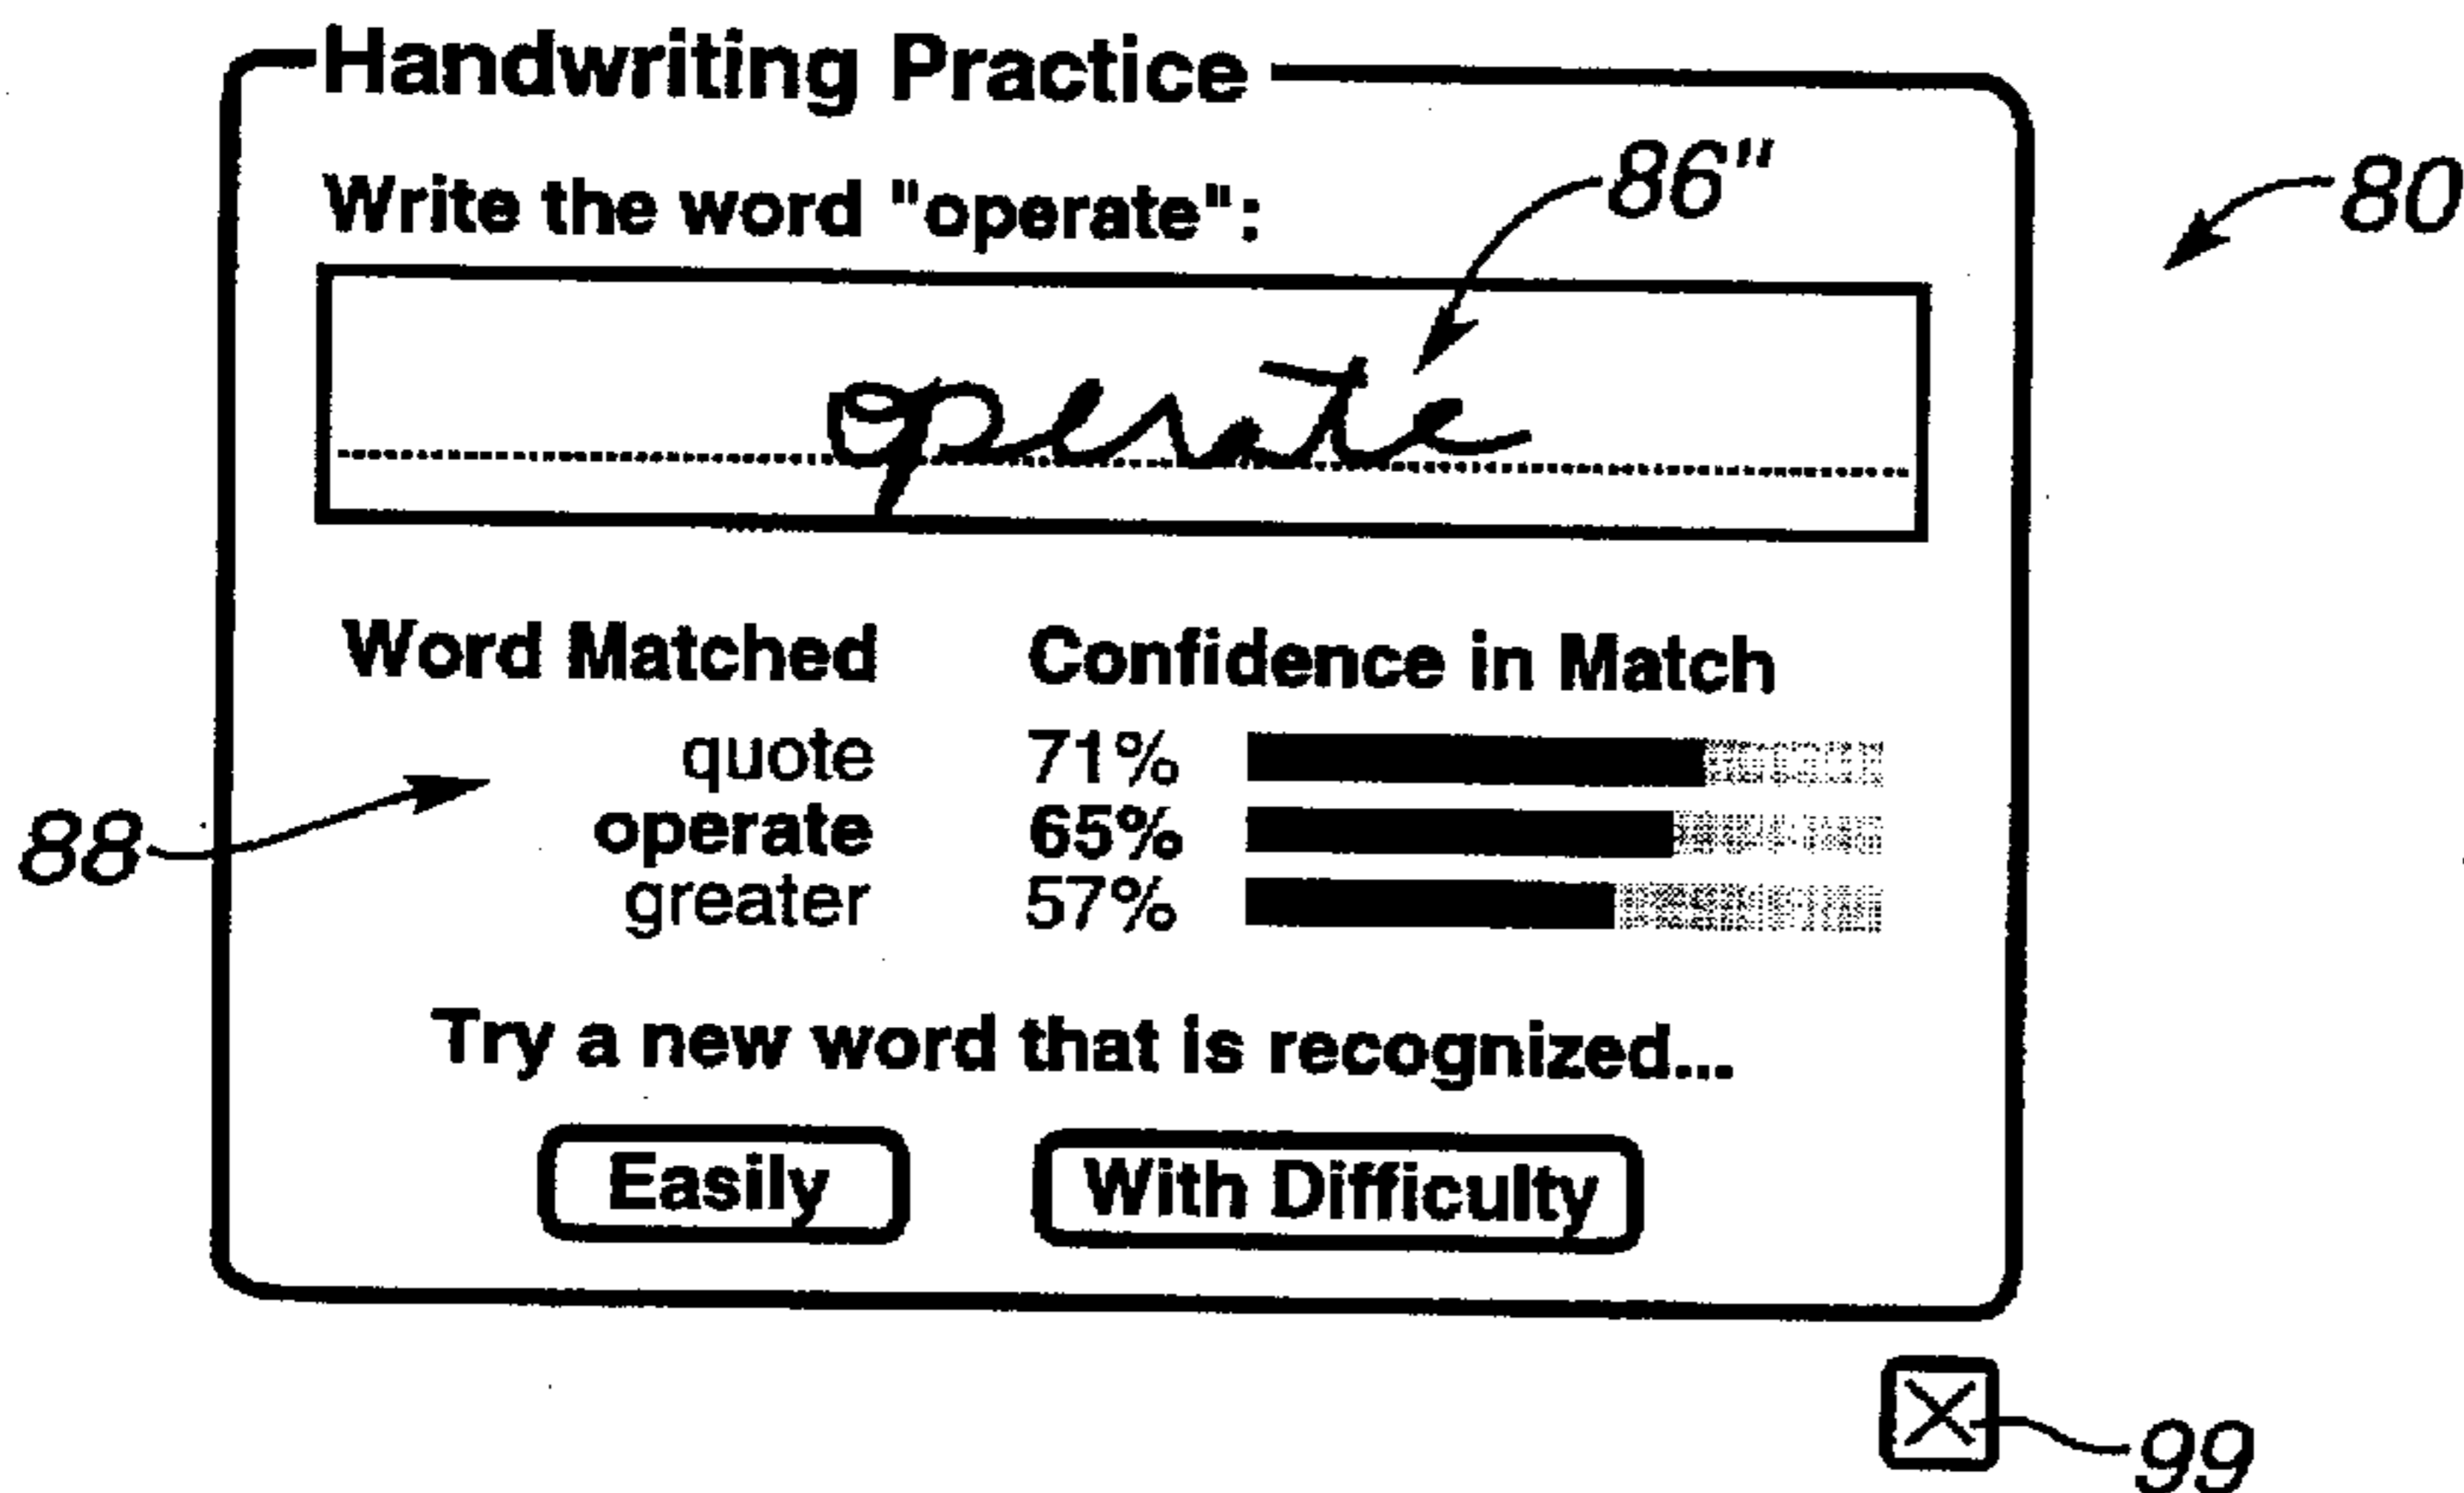 Handwriting Practice
86"
80
Write the word "operate":
operate
Word Matched Confidence in Match
quote 71%
operate 65%
88
greater 57%
Try a new word that is recognized...
Easily With Difficulty
X
99